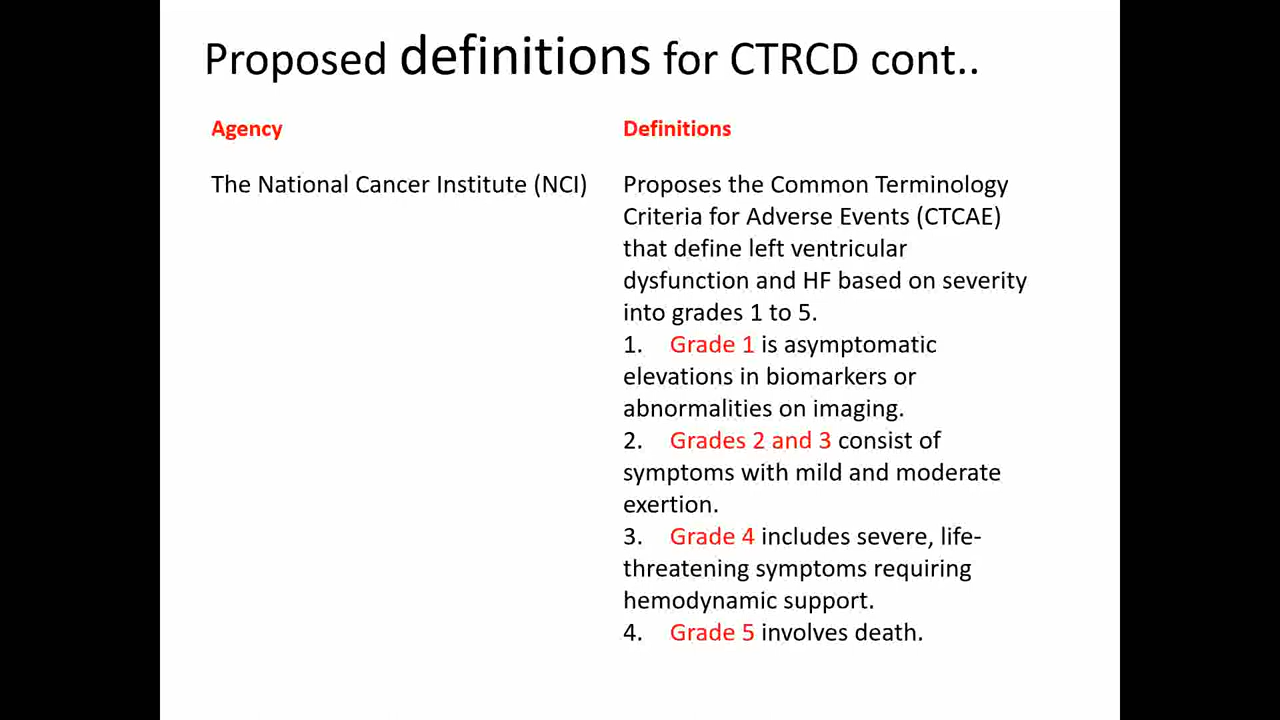 Proposed definitions for CTRCD cont..
Agency
Definitions
The National Cancer Institute (NCI)
Proposes the Common Terminology
Criteria for Adverse Events (CTCAE)
that define left ventricular
dysfunction and HF based on severity
into grades 1 to 5.
1. Grade 1 is asymptomatic
elevations in biomarkers or
abnormalities on imaging.
2. Grades 2 and 3 consist of
symptoms with mild and moderate
exertion.
3. Grade 4 includes severe, life-
threatening symptoms requiring
hemodynamic support.
4. Grade 5 involves death.